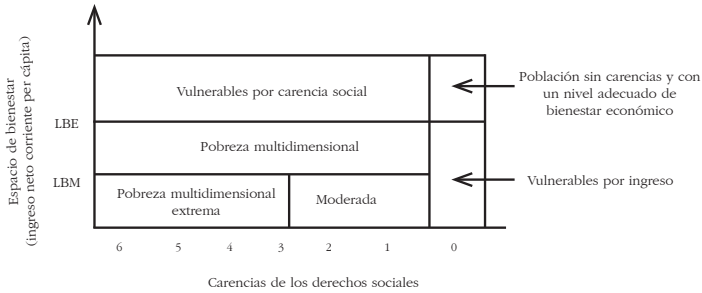 Espacio de bienestar
(ingreso neto corriente per cápita)
LBE
LBM
Vulnerables por carencia social
Pobreza multidimensional
Pobreza multidimensional
extrema
Moderada
Población sin carencias y con
un nivel adecuado de
bienestar económico
Vulnerables por ingreso
6 5 4 3 2 1 0
Carencias de los derechos sociales